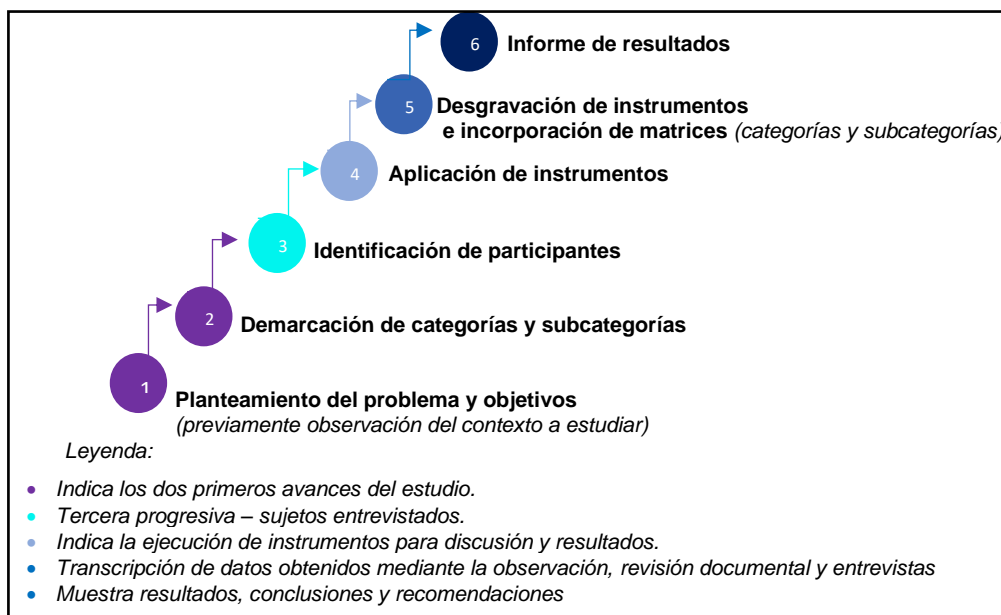 6 Informe de resultados
5 Desgravación de instrumentos
e incorporación de matrices (categorías y subcategorías)
4 Aplicación de instrumentos
3 Identificación de participantes
2 Demarcación de categorías y subcategorías
1 Planteamiento del problema y objetivos
(previamente observación del contexto a estudiar)
Leyenda:
• Indica los dos primeros avances del estudio.
• Tercera progresiva – sujetos entrevistados.
• Indica la ejecución de instrumentos para discusión y resultados.
• Transcripción de datos obtenidos mediante la observación, revisión documental y entrevistas
• Muestra resultados, conclusiones y recomendaciones